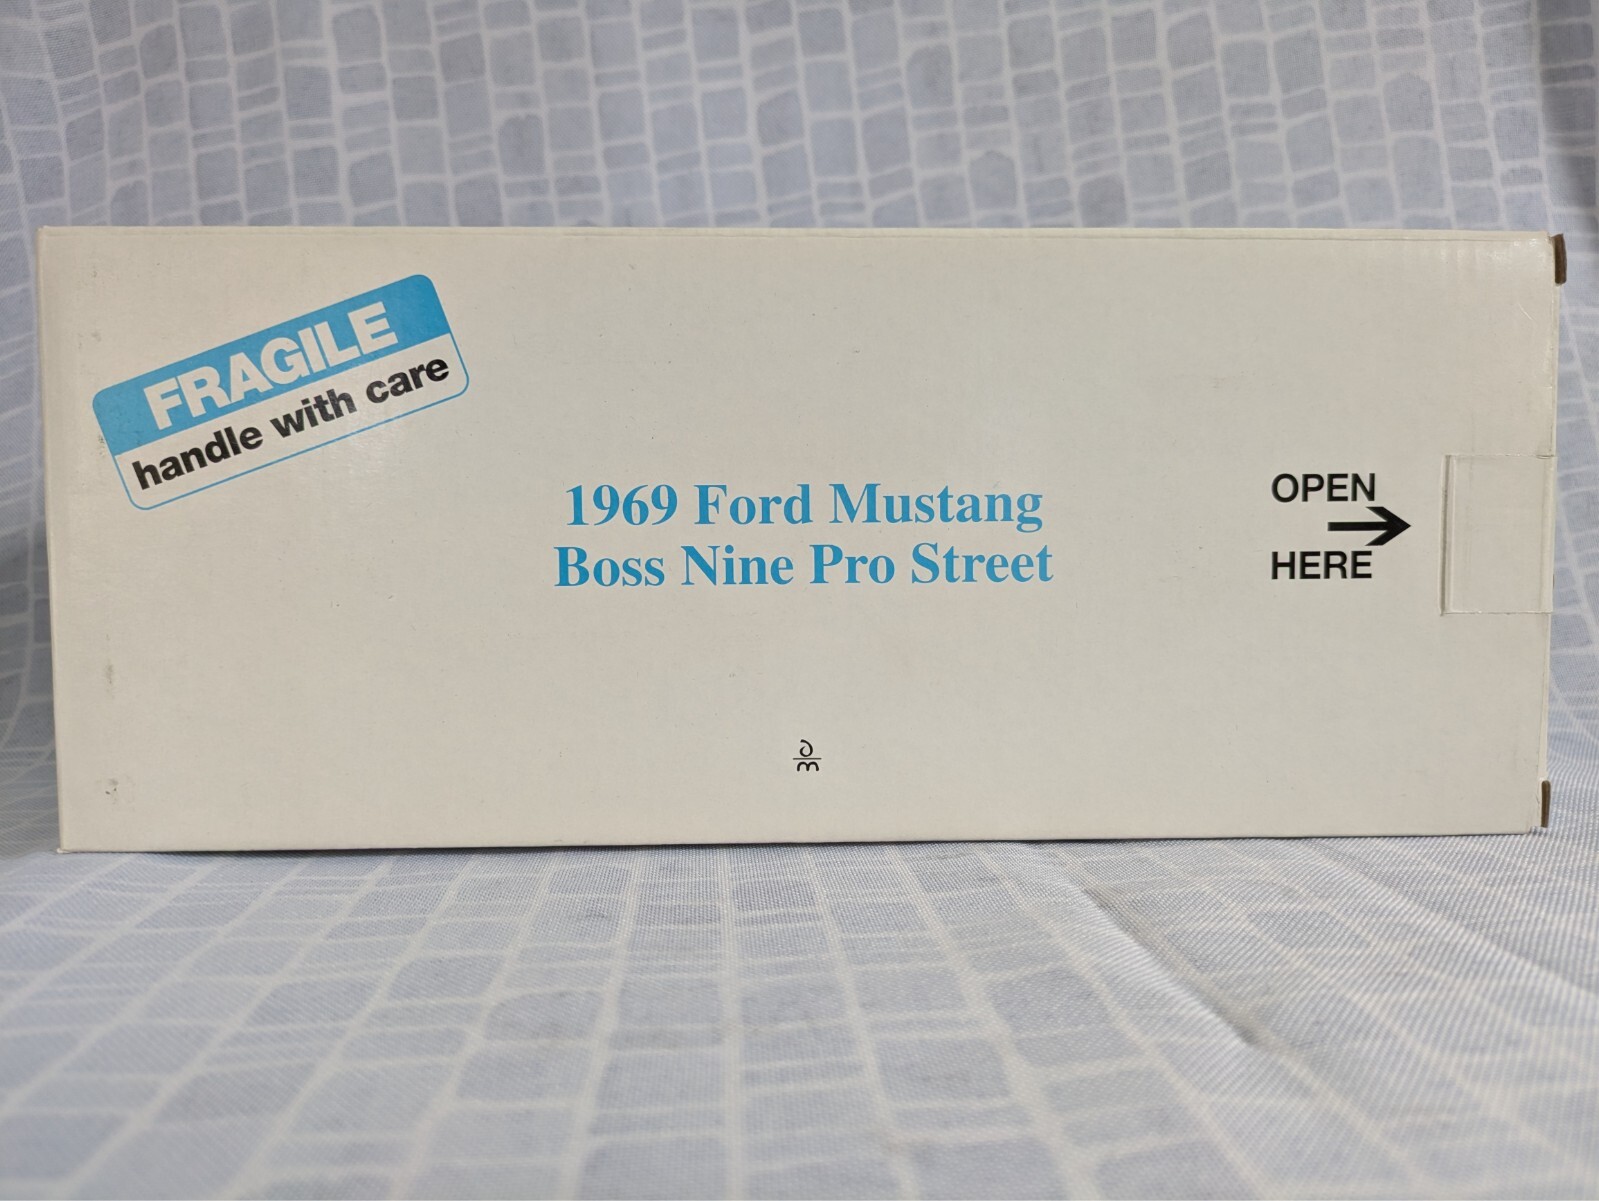 FRAGILE
handle with care
1969 Ford Mustang
Boss Nine Pro Street
OPEN
HERE